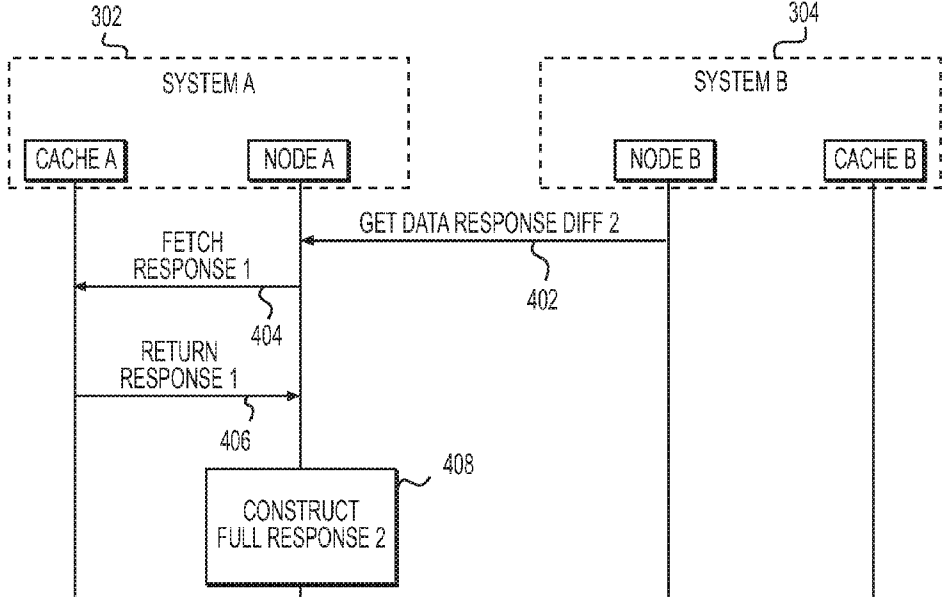 302
304
SYSTEM A
SYSTEM B
CACHE A
NODE A
NODE B
CACHE B
GET DATA RESPONSE DIFF 2
402
FETCH
RESPONSE 1
404
RETURN
RESPONSE 1
406
408
CONSTRUCT
FULL RESPONSE 2